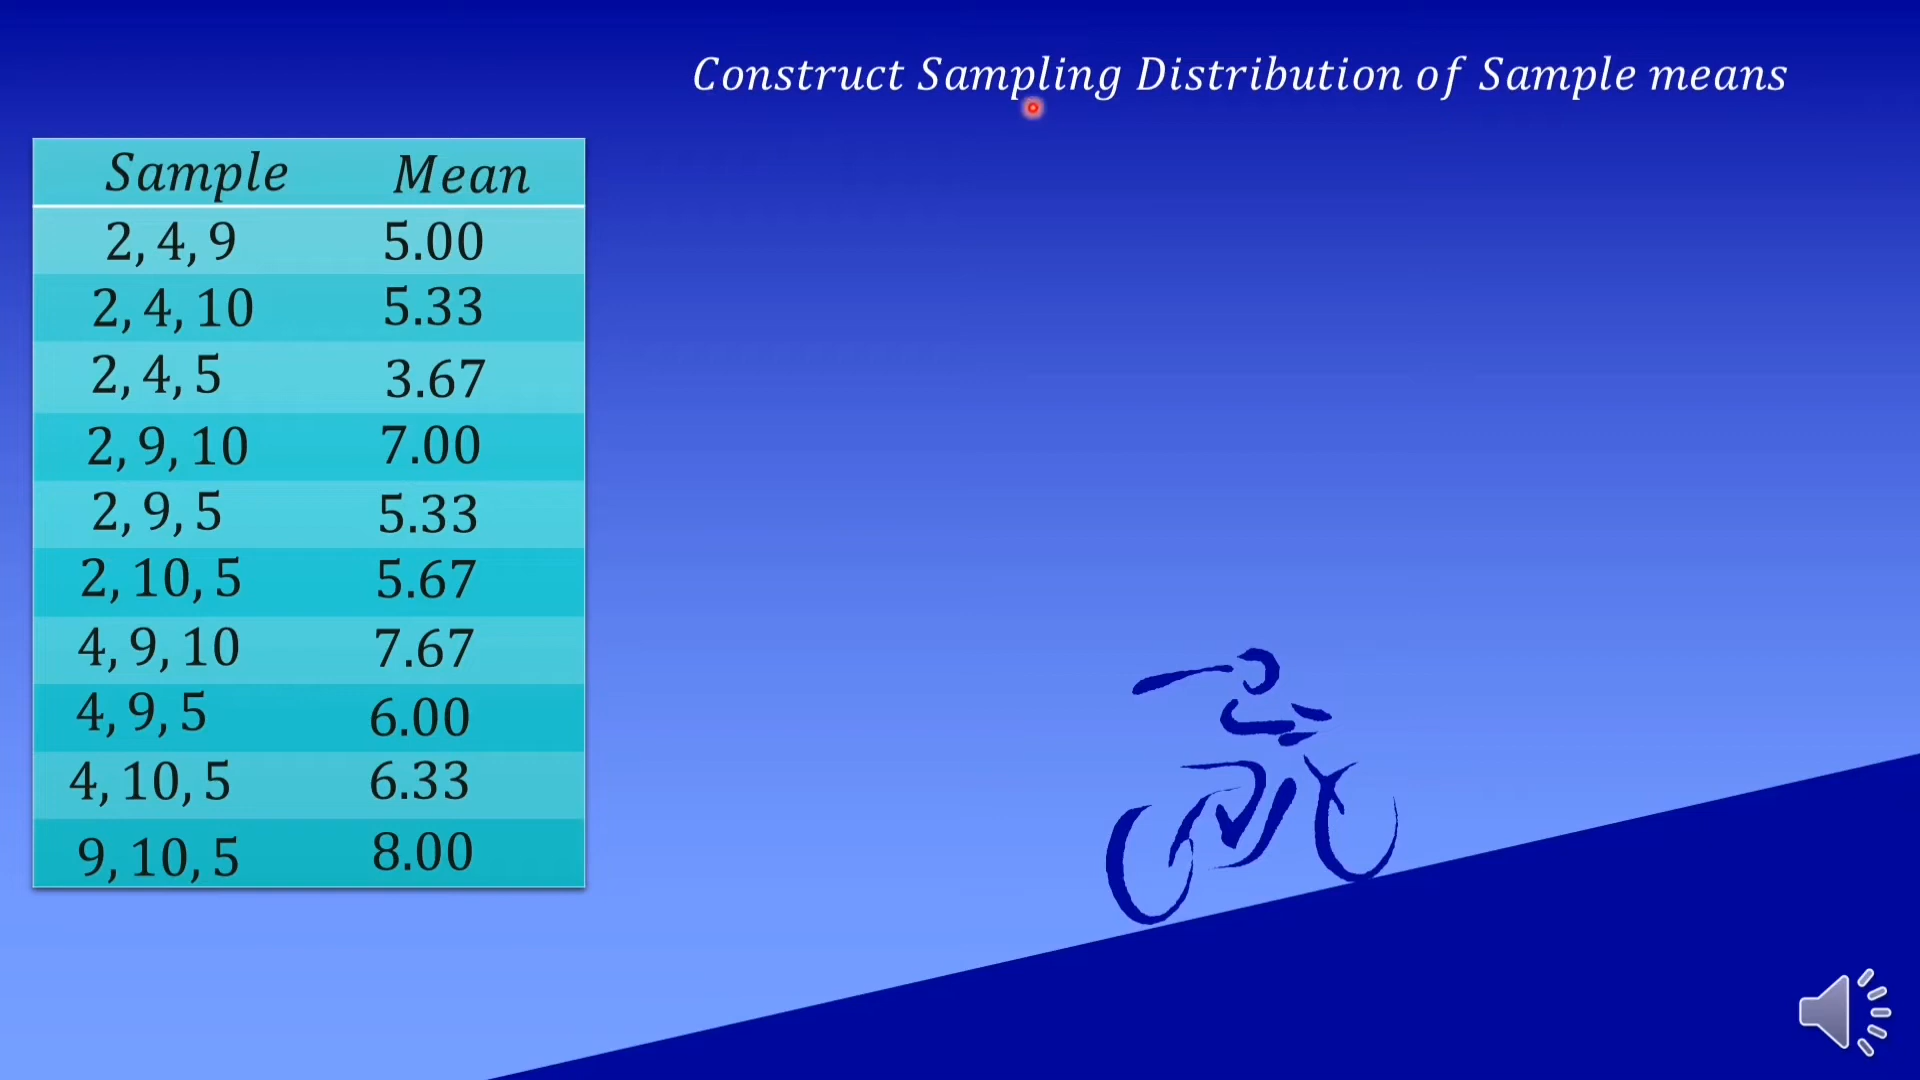 Construct Sampling Distribution of Sample means
Sample Mean
2, 4, 9 5.00
2, 4, 10 5.33
2, 4, 5 3.67
2, 9, 10 7.00
2, 9, 5 5.33
2, 10, 5 5.67
4, 9, 10 7.67
4, 9, 5 6.00
4, 10, 5 6.33
9, 10, 5 8.00